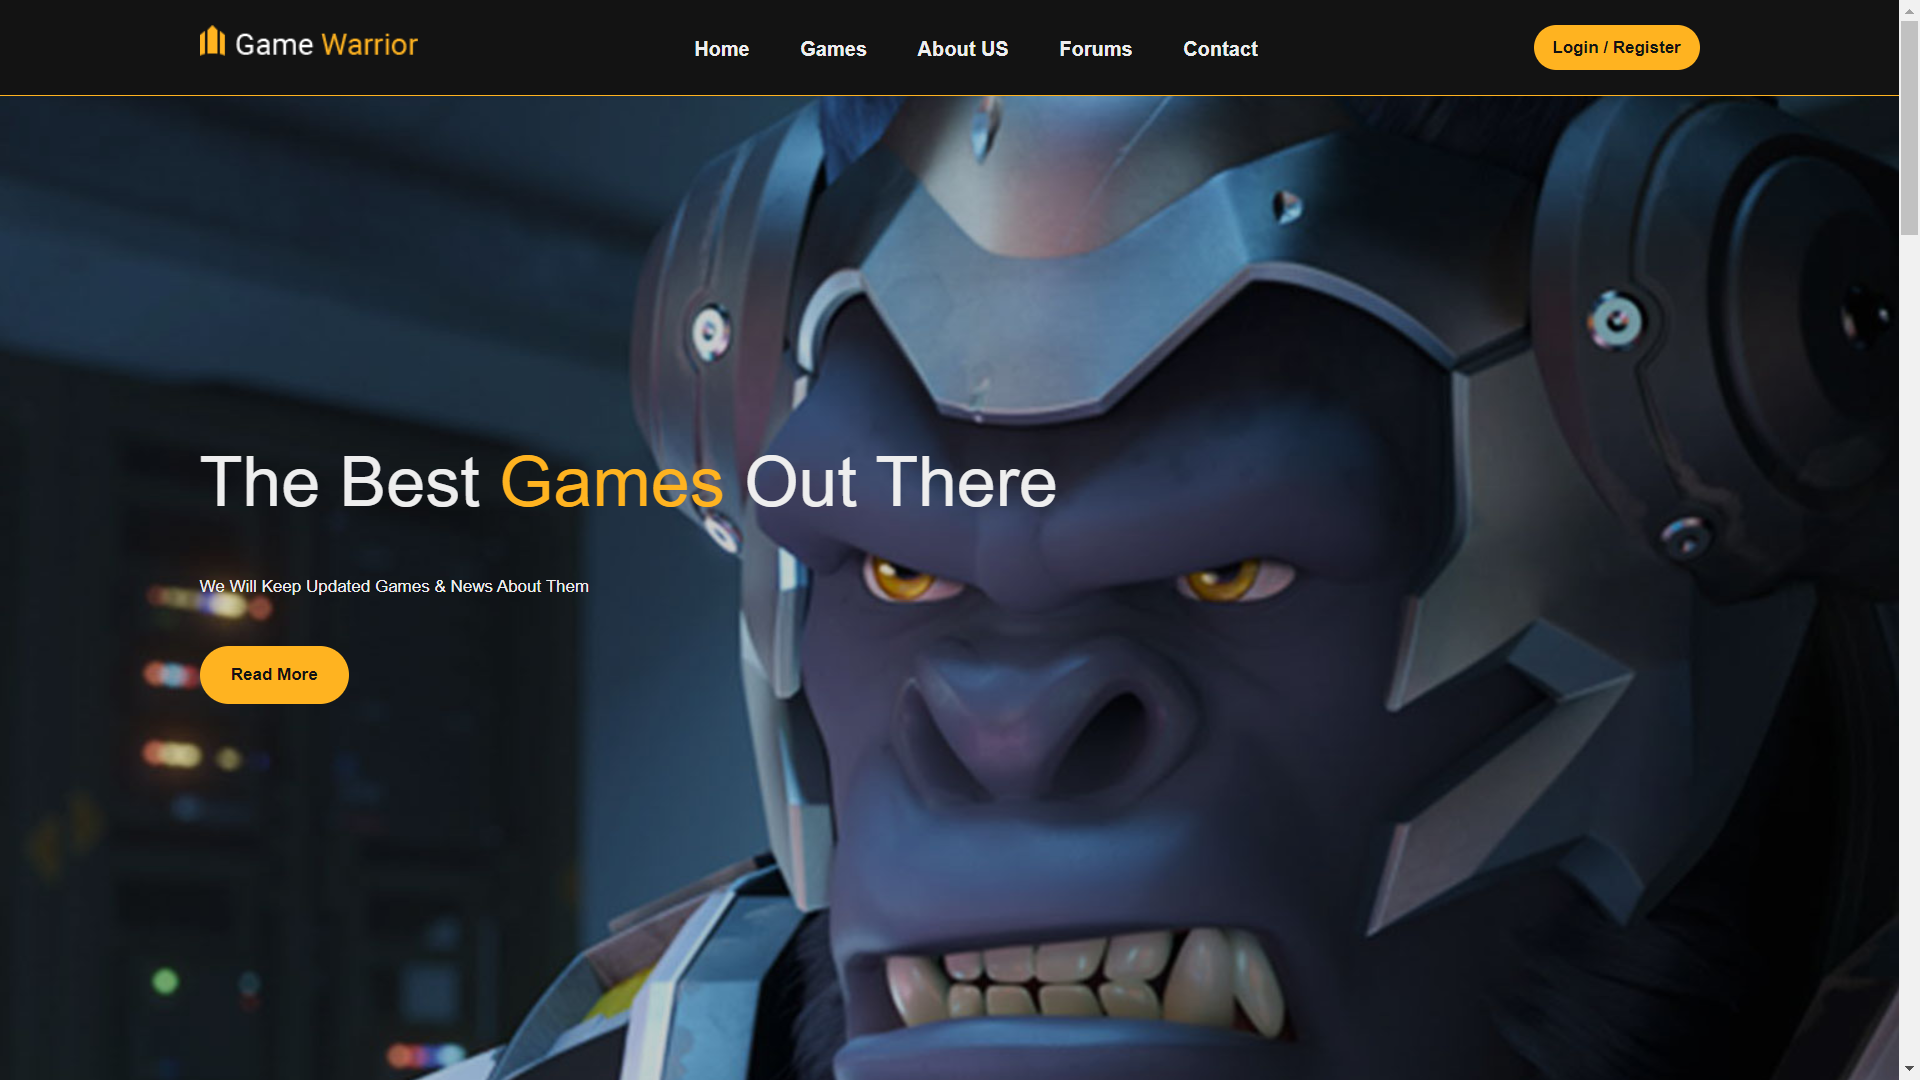 Game Warrior
Home
Games
About US
Forums
Contact
Login / Register
The Best Games Out There
We Will Keep Updated Games & News About Them
Read More